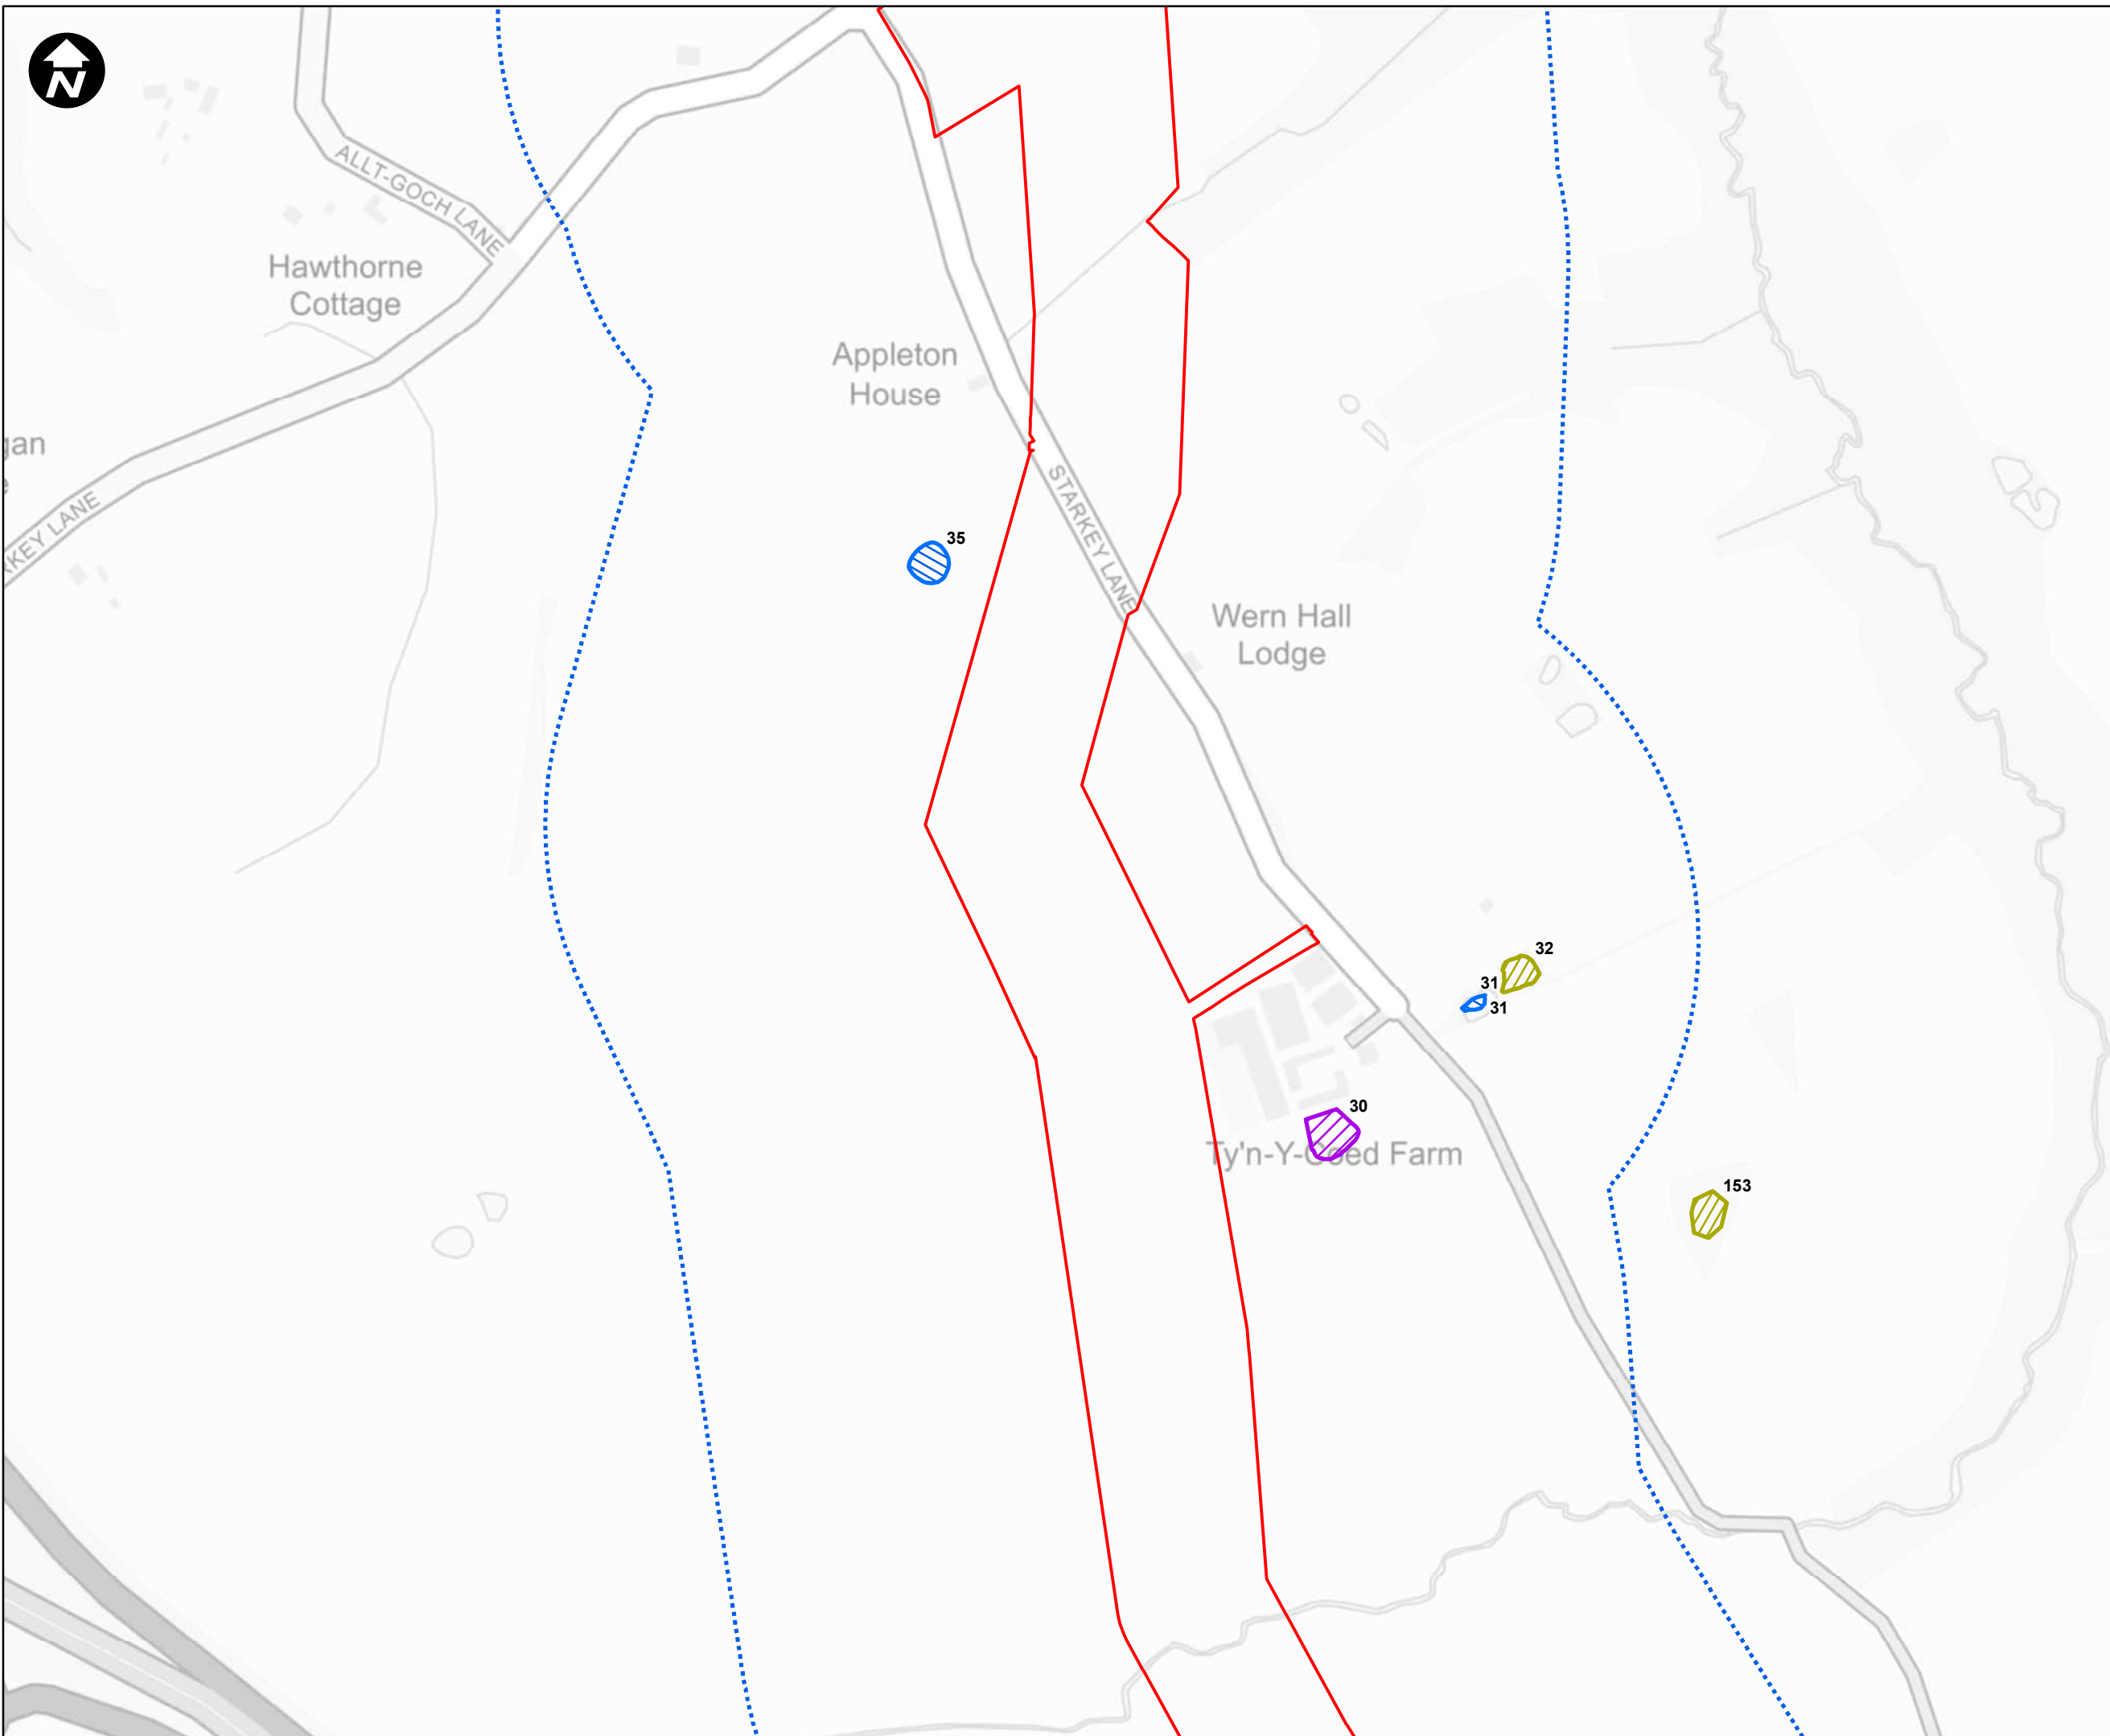 N
ALLT-GOCH LANE
Hawthorne
Cottage
Appleton
House
gan
KEY LANE
STARKEY LANE
35
Wern Hall
Lodge
32
31
31
30
Ty'n-Y-Coed Farm
153